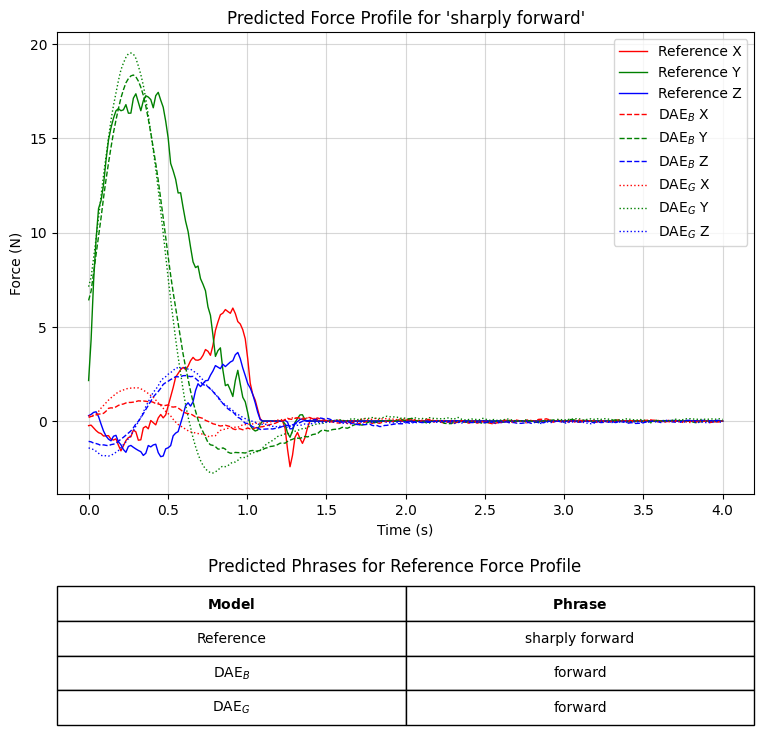 Predicted Force Profile for 'sharply forward'
Force (N)
20
15
10
5
0
0.0 0.5 1.0 1.5 2.0 2.5 3.0 3.5 4.0
Time (s)
Reference X
Reference Y
Reference Z
DAE_B X
DAE_B Y
DAE_B Z
DAE_G X
DAE_G Y
DAE_G Z
Predicted Phrases for Reference Force Profile
Model Phrase
Reference sharply forward
DAE_B forward
DAE_G forward